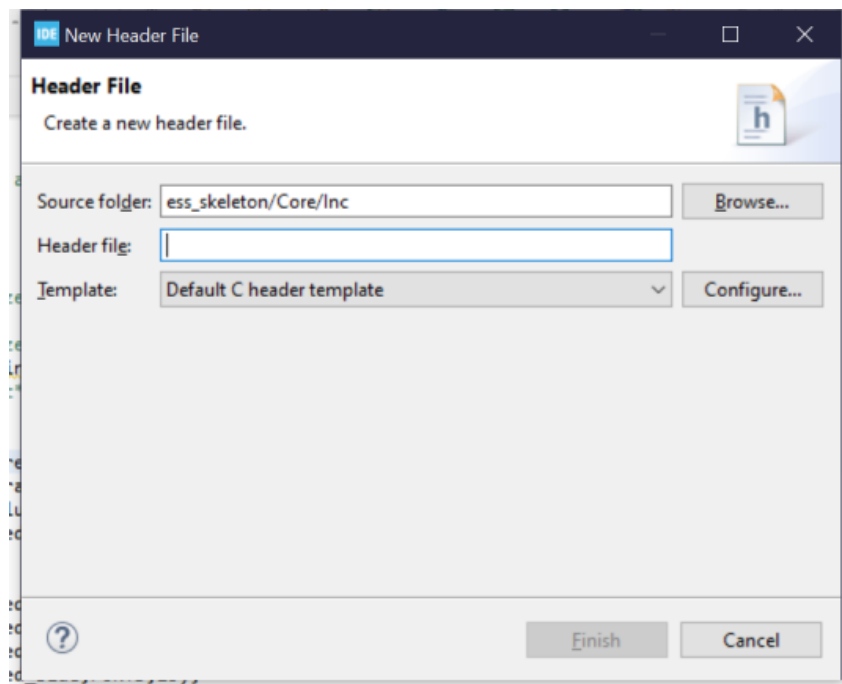 IDE New Header File
Header File
Create a new header file.
h
Source folder: ess_skeleton/Core/Inc Browse...
Header file:
Template: Default C header template Configure...
? Finish Cancel